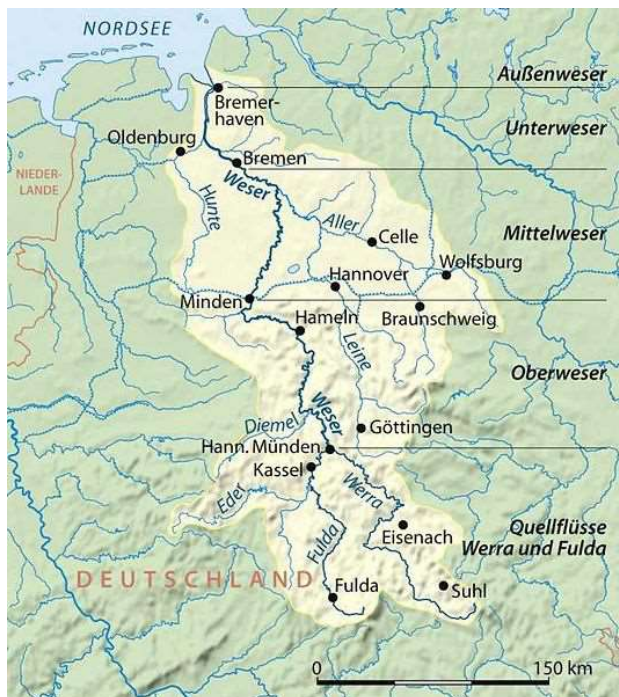 NORDSEE
Außenweser
Bremer-
haven
Unterweser
Oldenburg
Bremen
NIEDER-
LANDE
Weser
Hunte
Aller
Mittelweser
Celle
Wolfsburg
Hannover
Minden
Braunschweig
Hameln
Leine
Oberweser
Diemel
Weser
Göttingen
Hann. Münden
Kassel
Eder
Werra
Fulda
Eisenach
Quellflüsse
Werra und Fulda
DEUTSCHLAND
Fulda
Suhl
0 150 km